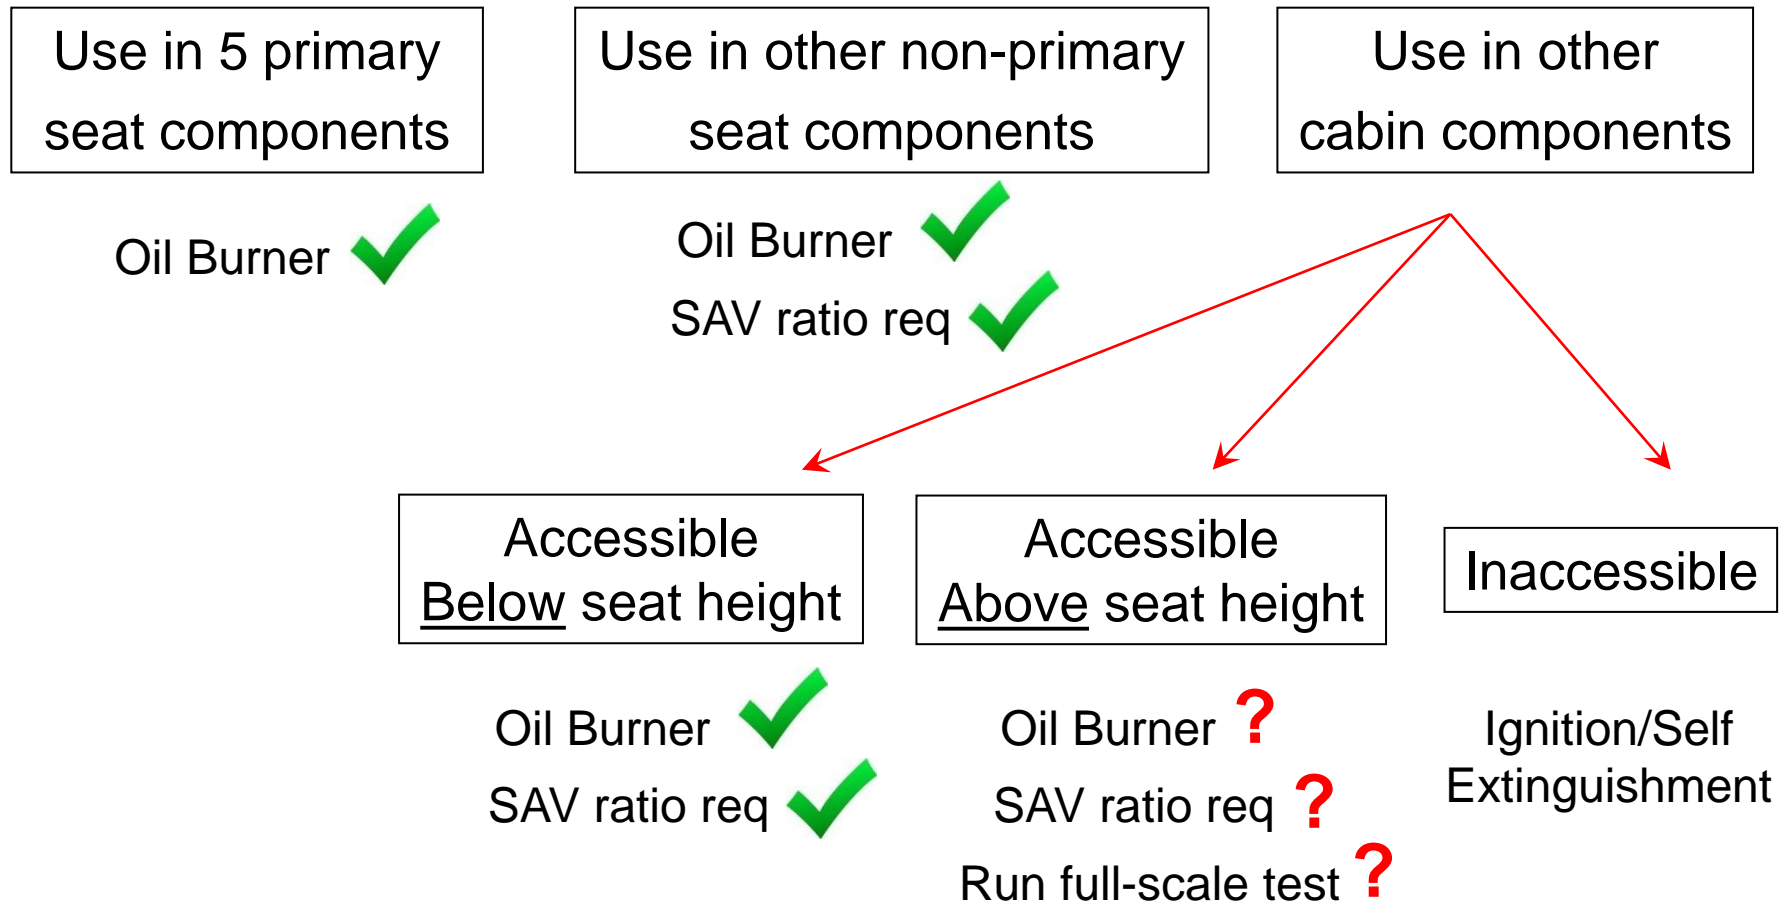 Use in 5 primary
seat components
Use in other non-primary
seat components
Use in other
cabin components
Oil Burner
Oil Burner
SAV ratio req
Accessible
Below seat height
Accessible
Above seat height
Inaccessible
Oil Burner
SAV ratio req
Oil Burner ?
SAV ratio req ?
Run full-scale test ?
Ignition/Self
Extinguishment